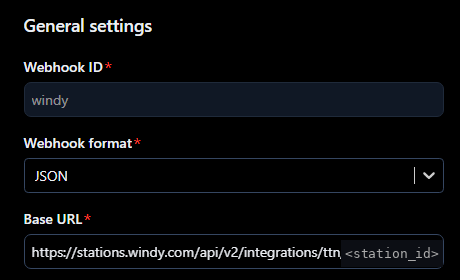 General settings
Webhook ID*
windy
Webhook format*
JSON
Base URL*
https://stations.windy.com/api/v2/integrations/ttn <station_id>